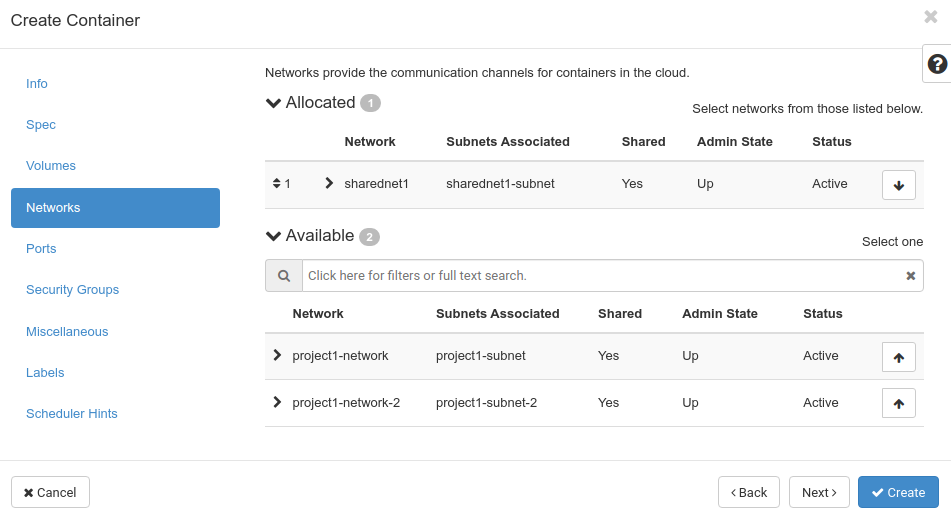 Create Container
Info
Spec
Volumes
Networks
Ports
Security Groups
Miscellaneous
Labels
Scheduler Hints
Networks provide the communication channels for containers in the cloud.
Allocated 1
Select networks from those listed below.
Network Subnets Associated Shared Admin State Status
1 sharednet1 sharednet1-subnet Yes Up Active
Available 2
Select one
Click here for filters or full text search.
Network Subnets Associated Shared Admin State Status
project1-network project1-subnet Yes Up Active
project1-network-2 project1-subnet-2 Yes Up Active
Cancel
Back
Next
Create